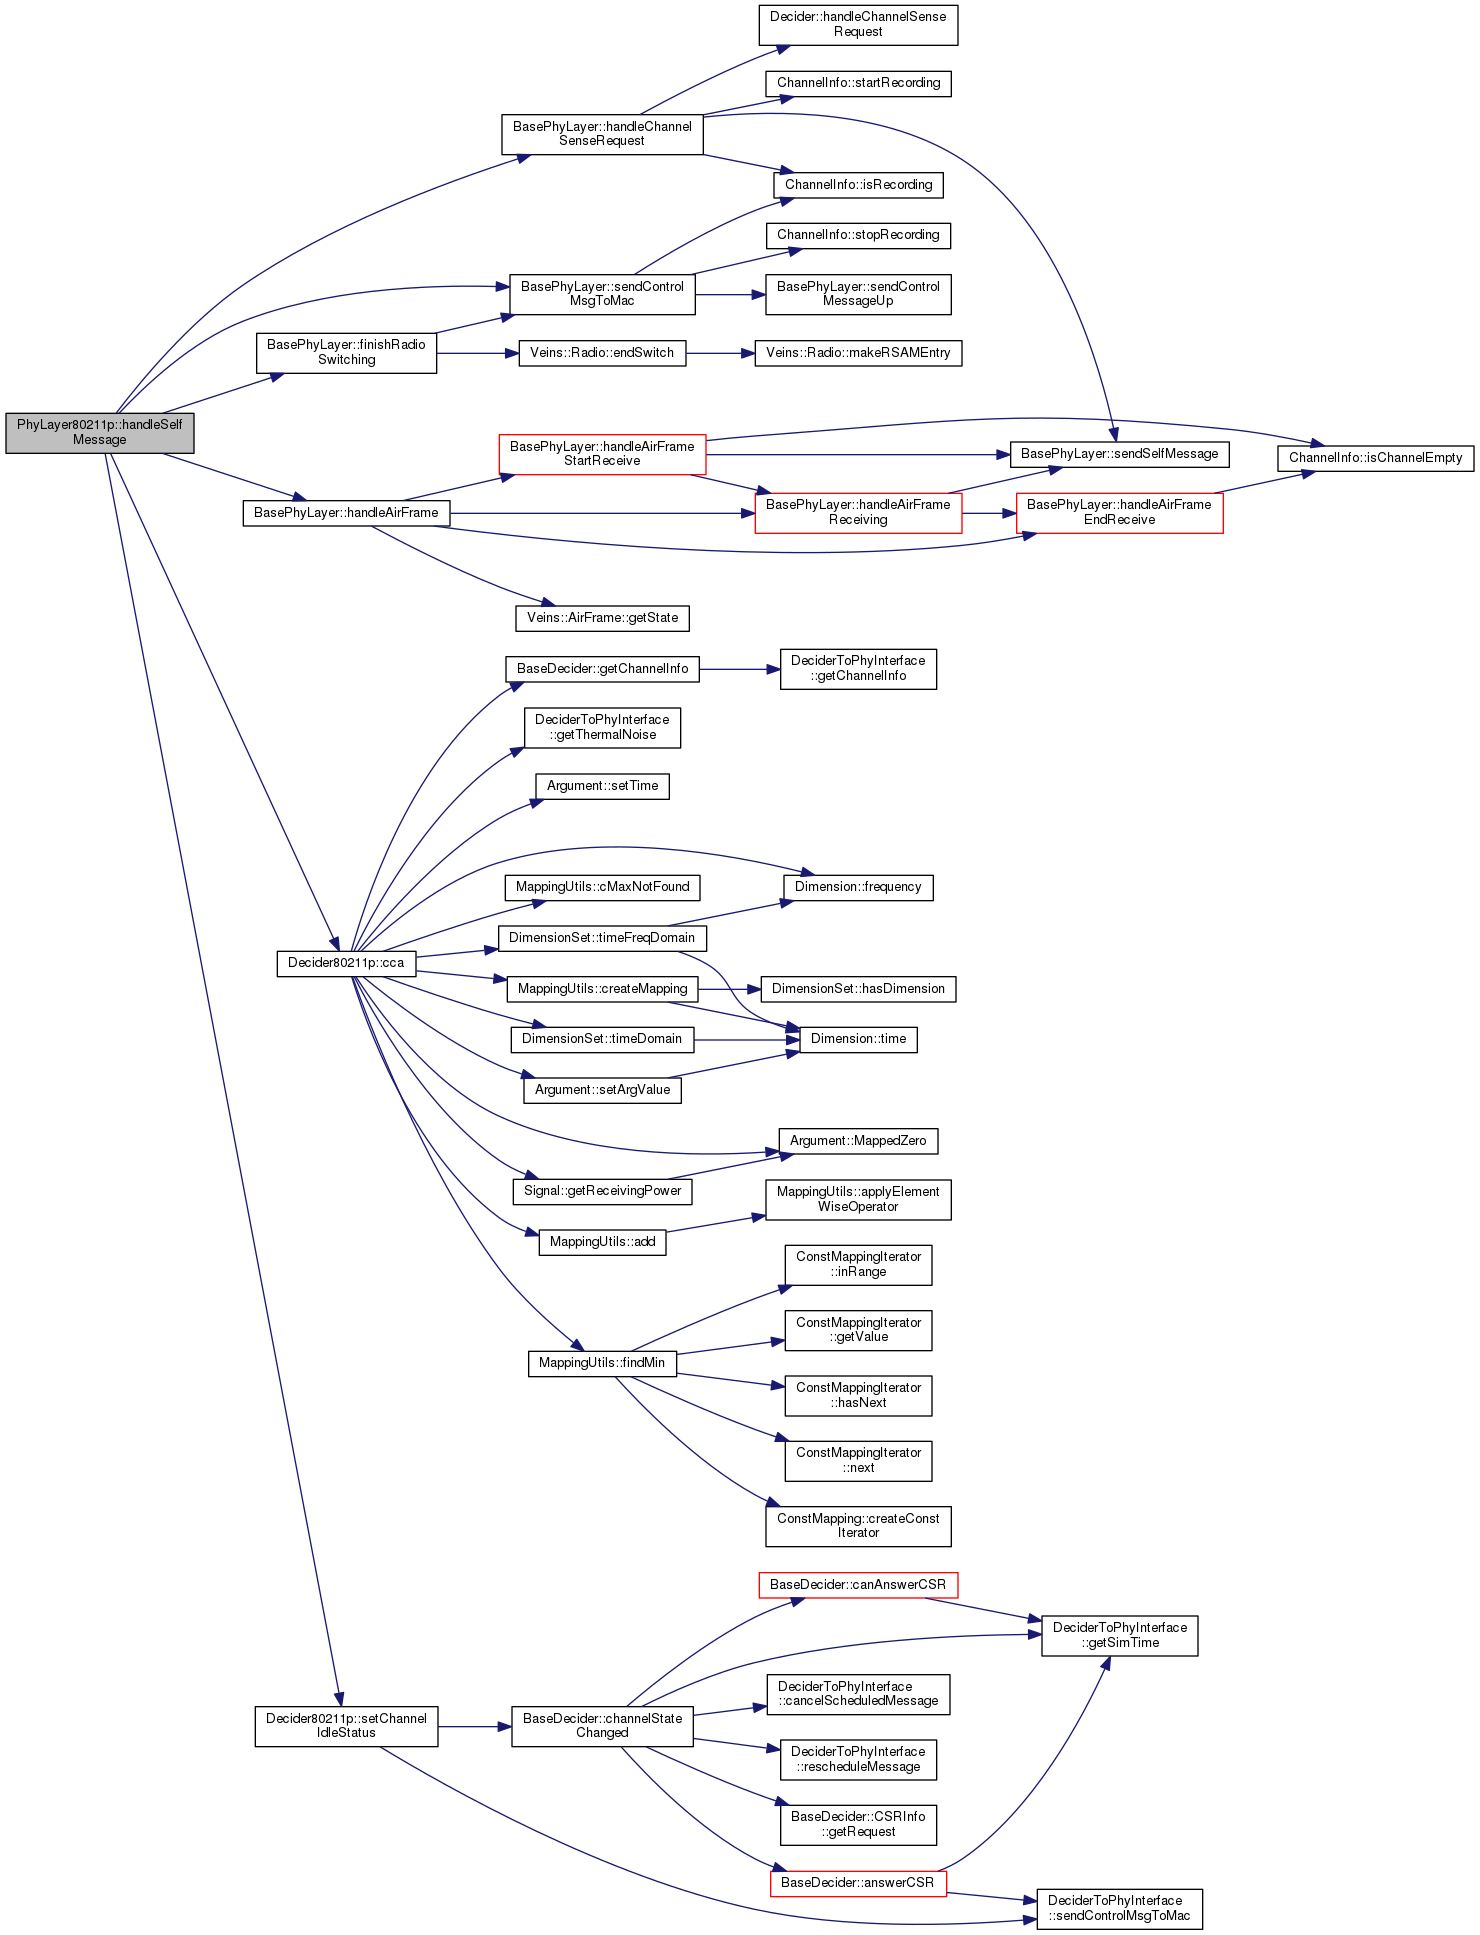 Decider::handleChannelSense
Request
ChannelInfo::startRecording
BasePhyLayer::handleChannel
SenseRequest
ChannelInfo::isRecording
ChannelInfo::stopRecording
BasePhyLayer::sendControl
MsgToMac
BasePhyLayer::sendControl
MessageUp
BasePhyLayer::finishRadio
Switching
Veins::Radio::endSwitch
Veins::Radio::makeRSAMEntry
PhyLayer80211p::handleSelf
Message
BasePhyLayer::handleAirFrame
StartReceive
BasePhyLayer::sendSelfMessage
ChannelInfo::isChannelEmpty
BasePhyLayer::handleAirFrame
BasePhyLayer::handleAirFrame
Receiving
BasePhyLayer::handleAirFrame
EndReceive
Veins::AirFrame::getState
BaseDecider::getChannelInfo
DeciderToPhyInterface
::getChannelInfo
DeciderToPhyInterface
::getThermalNoise
Argument::setTime
MappingUtils::cMaxNotFound
Dimension::frequency
DimensionSet::timeFreqDomain
Decider80211p::cca
MappingUtils::createMapping
DimensionSet::hasDimension
DimensionSet::timeDomain
Dimension::time
Argument::setArgValue
Argument::MappedZero
Signal::getReceivingPower
MappingUtils::applyElement
WiseOperator
MappingUtils::add
ConstMappingIterator
::inRange
ConstMappingIterator
::getValue
MappingUtils::findMin
ConstMappingIterator
::hasNext
ConstMappingIterator
::next
ConstMapping::createConst
Iterator
BaseDecider::canAnswerCSR
DeciderToPhyInterface
::getSimTime
DeciderToPhyInterface
::cancelScheduledMessage
Decider80211p::setChannel
IdleStatus
BaseDecider::channelState
Changed
DeciderToPhyInterface
::rescheduleMessage
BaseDecider::CSRInfo
::getRequest
BaseDecider::answerCSR
DeciderToPhyInterface
::sendControlMsgToMac